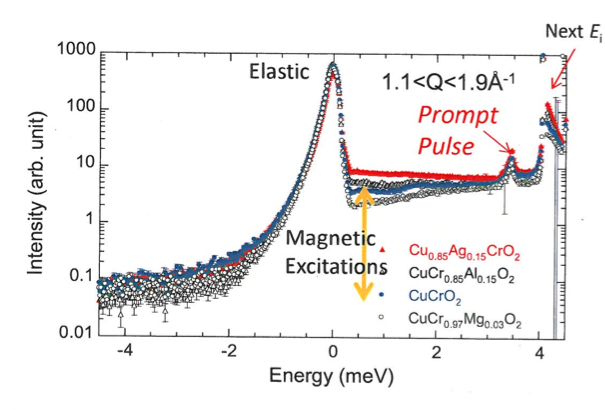 Next Eᵢ
1000
Elastic
1.1<Q<1.9Å⁻¹
100
Prompt
Pulse
10
Intensity (arb. unit)
1
Magnetic
Excitations
Cu₀.₈₅Ag₀.₁₅CrO₂
CuCr₀.₈₅Al₀.₁₅O₂
0.1
CuCrO₂
CuCr₀.₉₇Mg₀.₀₃O₂
0.01
-4 -2 0 2 4
Energy (meV)